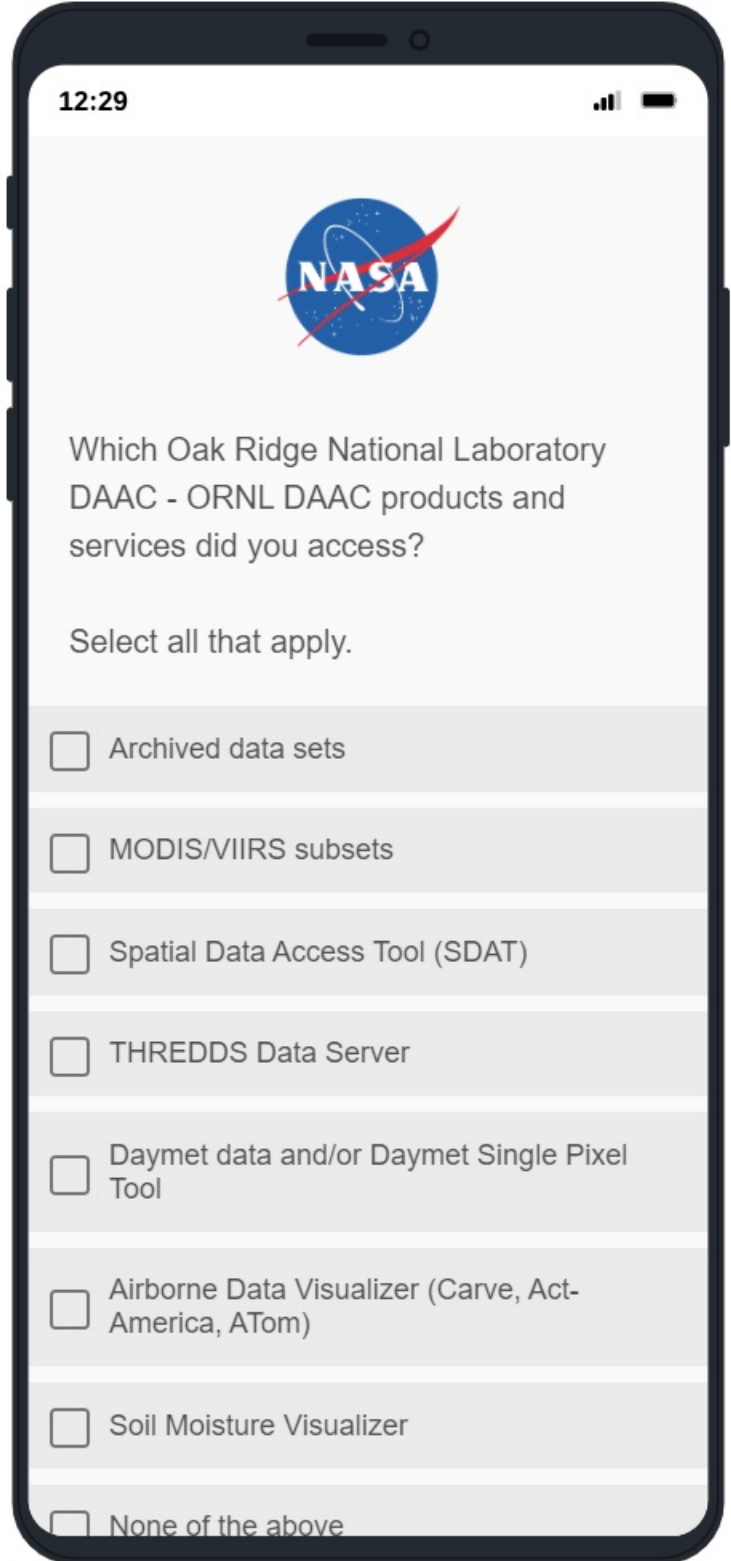 12:29
NASA
Which Oak Ridge National Laboratory
DAAC - ORNL DAAC products and
services did you access?
Select all that apply.
Archived data sets
MODIS/VIIRS subsets
Spatial Data Access Tool (SDAT)
THREDDS Data Server
Daymet data and/or Daymet Single Pixel
Tool
Airborne Data Visualizer (Carve, Act-
America, ATom)
Soil Moisture Visualizer
None of the above